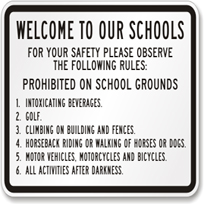 WELCOME TO OUR SCHOOLS
FOR YOUR SAFETY PLEASE OBSERVE
THE FOLLOWING RULES:
PROHIBITED ON SCHOOL GROUNDS
1. INTOXICATING BEVERAGES.
2. GOLF.
3. CLIMBING ON BUILDING AND FENCES.
4. HORSEBACK RIDING OR WALKING OF HORSES OR DOGS.
5. MOTOR VEHICLES, MOTORCYCLES AND BICYCLES.
6. ALL ACTIVITIES AFTER DARKNESS.